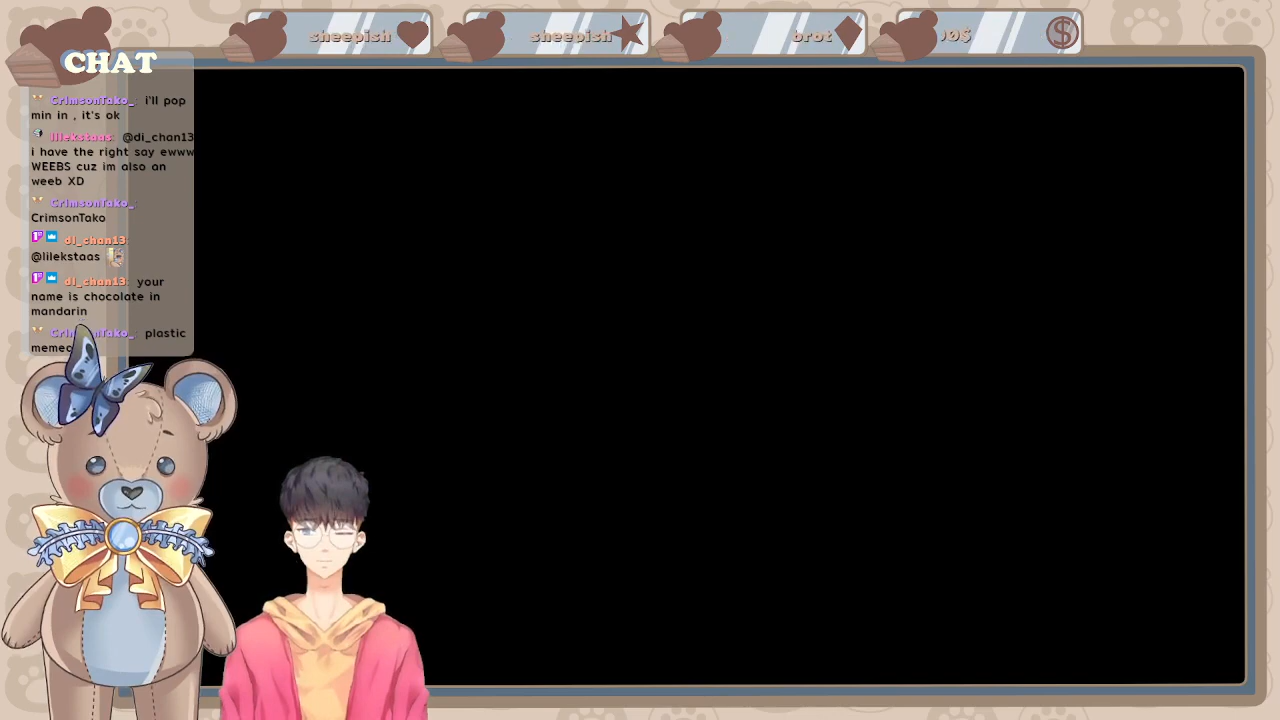 sheepish
sheepish
brot
CHAT
CrimsonTako_: i'll pop
min in , it's ok
lilekstaas: @di_chan13
i have the right say ewww
WEEBS cuz im also an
weeb XD
CrimsonTako_:
CrimsonTako
di_chan13:
@lilekstaas
di_chan13: your
name is chocolate in
mandarin
plastic